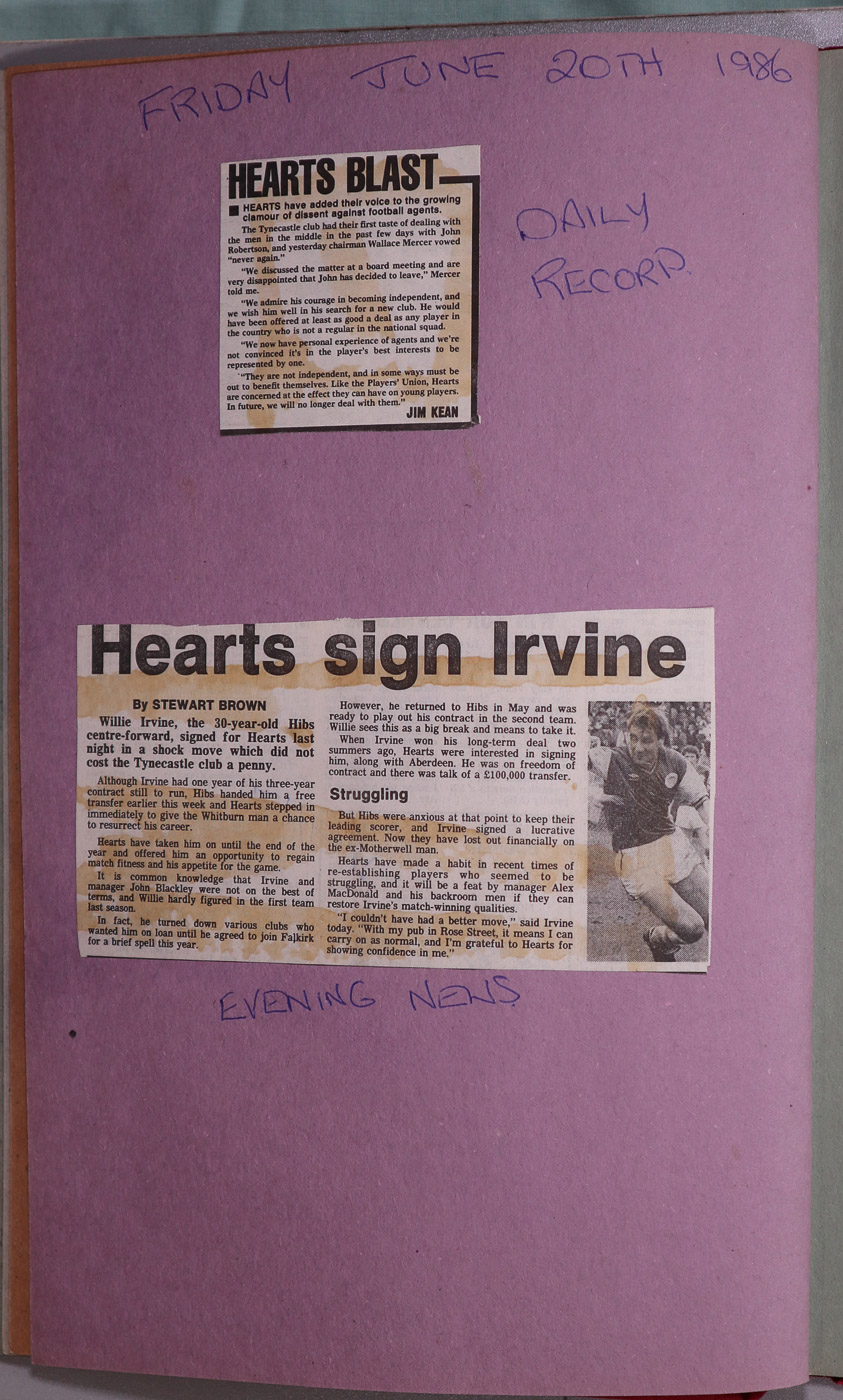 FRIDAY JUNE 20TH 1986
HEARTS BLAST
■ HEARTS have added their voice to the growing
clamour of dissent against football agents.
The Tynecastle club had their first taste of dealing with
the men in the middle in the past few days with John
Robertson, and yesterday chairman Wallace Mercer vowed
"never again."
"We discussed the matter at a board meeting and are
very disappointed that John has decided to leave," Mercer
told me.
"We admire his courage in becoming independent, and
we wish him well in his search for a new club. He would
have been offered at least as good a deal as any player in
the country who is not a regular in the national squad.
"We now have personal experience of agents and we're
not convinced it's in the player's best interests to be
represented by one.
"They are not independent, and in some ways must be
out to benefit themselves. Like the Players' Union, Hearts
are concerned at the effect they can have on young players.
In future, we will no longer deal with them."
JIM KEAN
DAILY
RECORD.
Hearts sign Irvine
By STEWART BROWN
Willie Irvine, the 30-year-old Hibs
centre-forward, signed for Hearts last
night in a shock move which did not
cost the Tynecastle club a penny.
Although Irvine had one year of his three-year
contract still to run, Hibs handed him a free
transfer earlier this week and Hearts stepped in
immediately to give the Whitburn man a chance
to resurrect his career.
Hearts have taken him on until the end of the
year and offered him an opportunity to regain
match fitness and his appetite for the game.
It is common knowledge that Irvine and
manager John Blackley were not on the best of
terms, and Willie hardly figured in the first team
last season.
In fact, he turned down various clubs who
wanted him on loan until he agreed to join Falkirk
for a brief spell this year.
However, he returned to Hibs in May and was
ready to play out his contract in the second team.
Willie sees this as a big break and means to take it.
When Irvine won his long-term deal two
summers ago, Hearts were interested in signing
him, along with Aberdeen. He was on freedom of
contract and there was talk of a £100,000 transfer.
Struggling
But Hibs were anxious at that point to keep their
leading scorer, and Irvine signed a lucrative
agreement. Now they have lost out financially on
the ex-Motherwell man.
Hearts have made a habit in recent times of
re-establishing players who seemed to be
struggling, and it will be a feat by manager Alex
MacDonald and his backroom men if they can
restore Irvine's match-winning qualities.
"I couldn't have had a better move," said Irvine
today. "With my pub in Rose Street, it means I can
carry on as normal, and I'm grateful to Hearts for
showing confidence in me."
EVENING NEWS